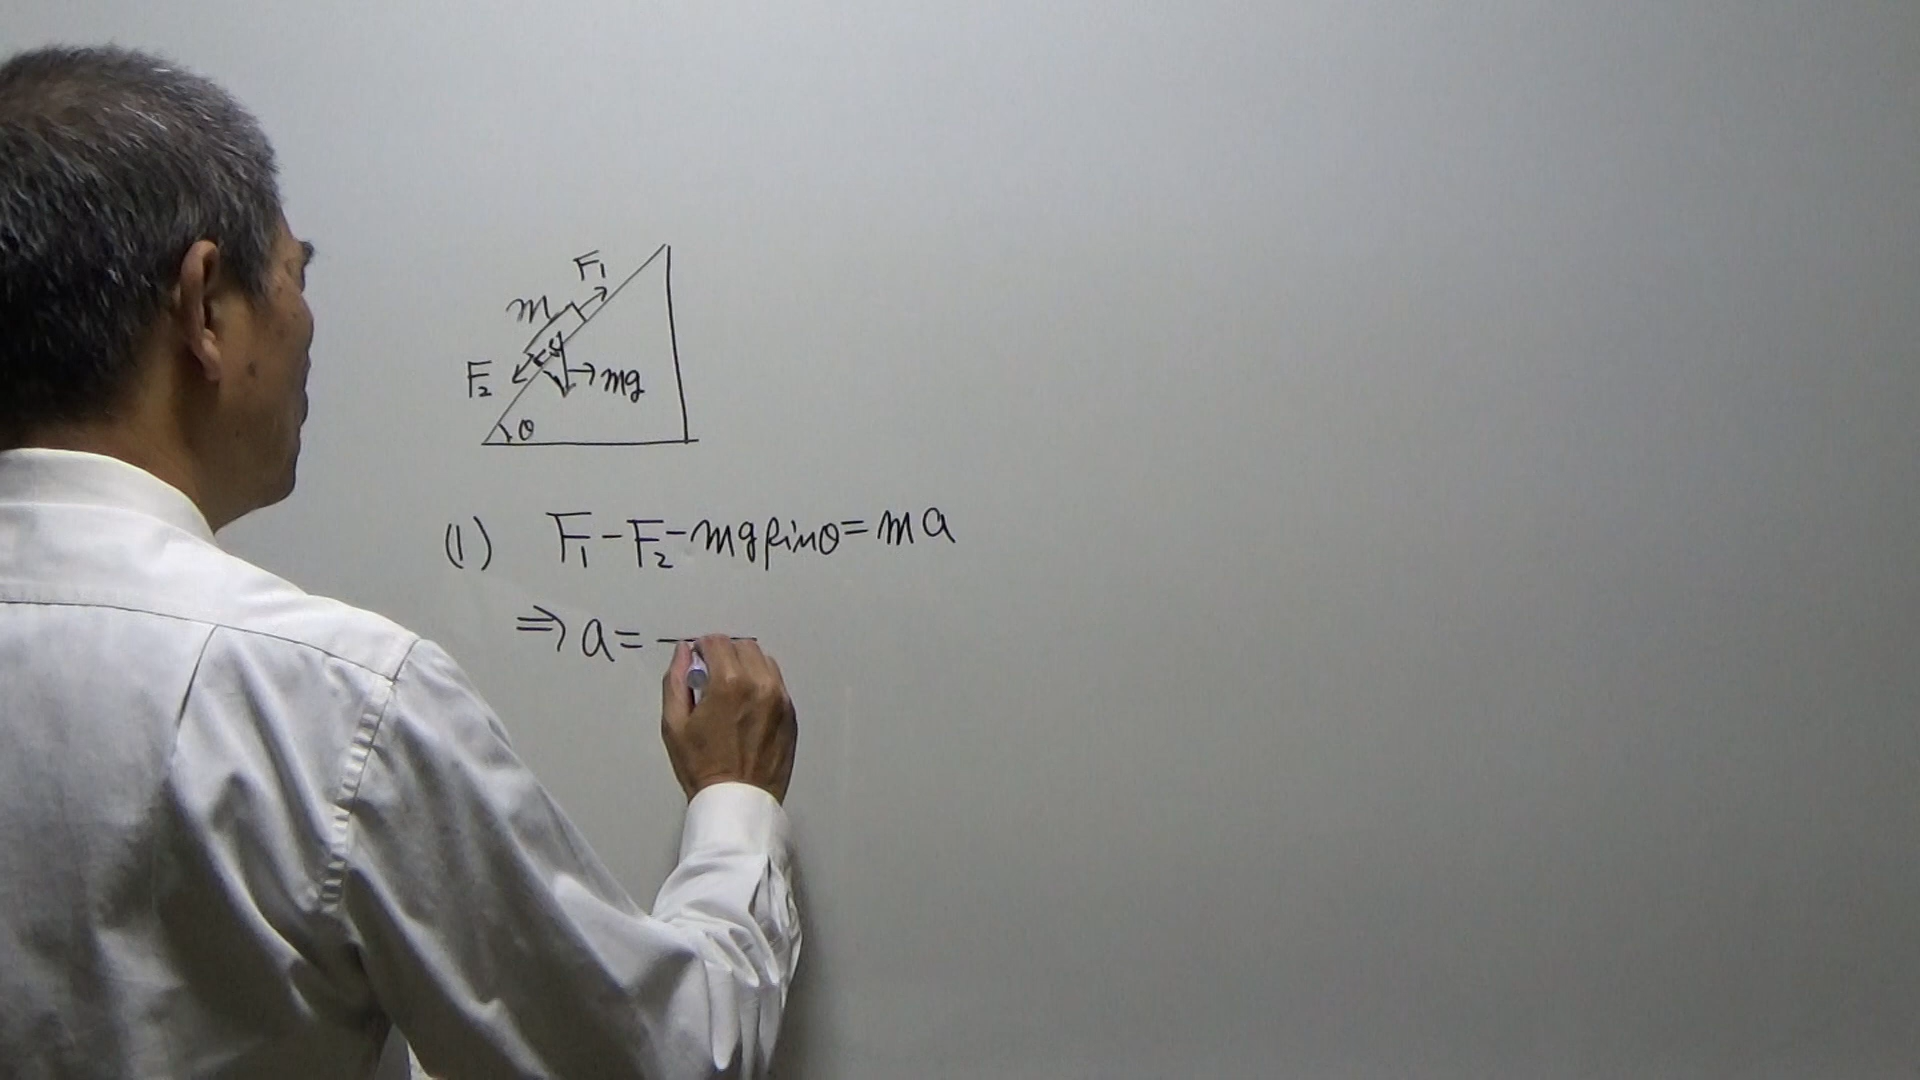 F₁
m
F₂
mg
θ
(1) F₁-F₂-mg sinθ=ma
⇒ a=